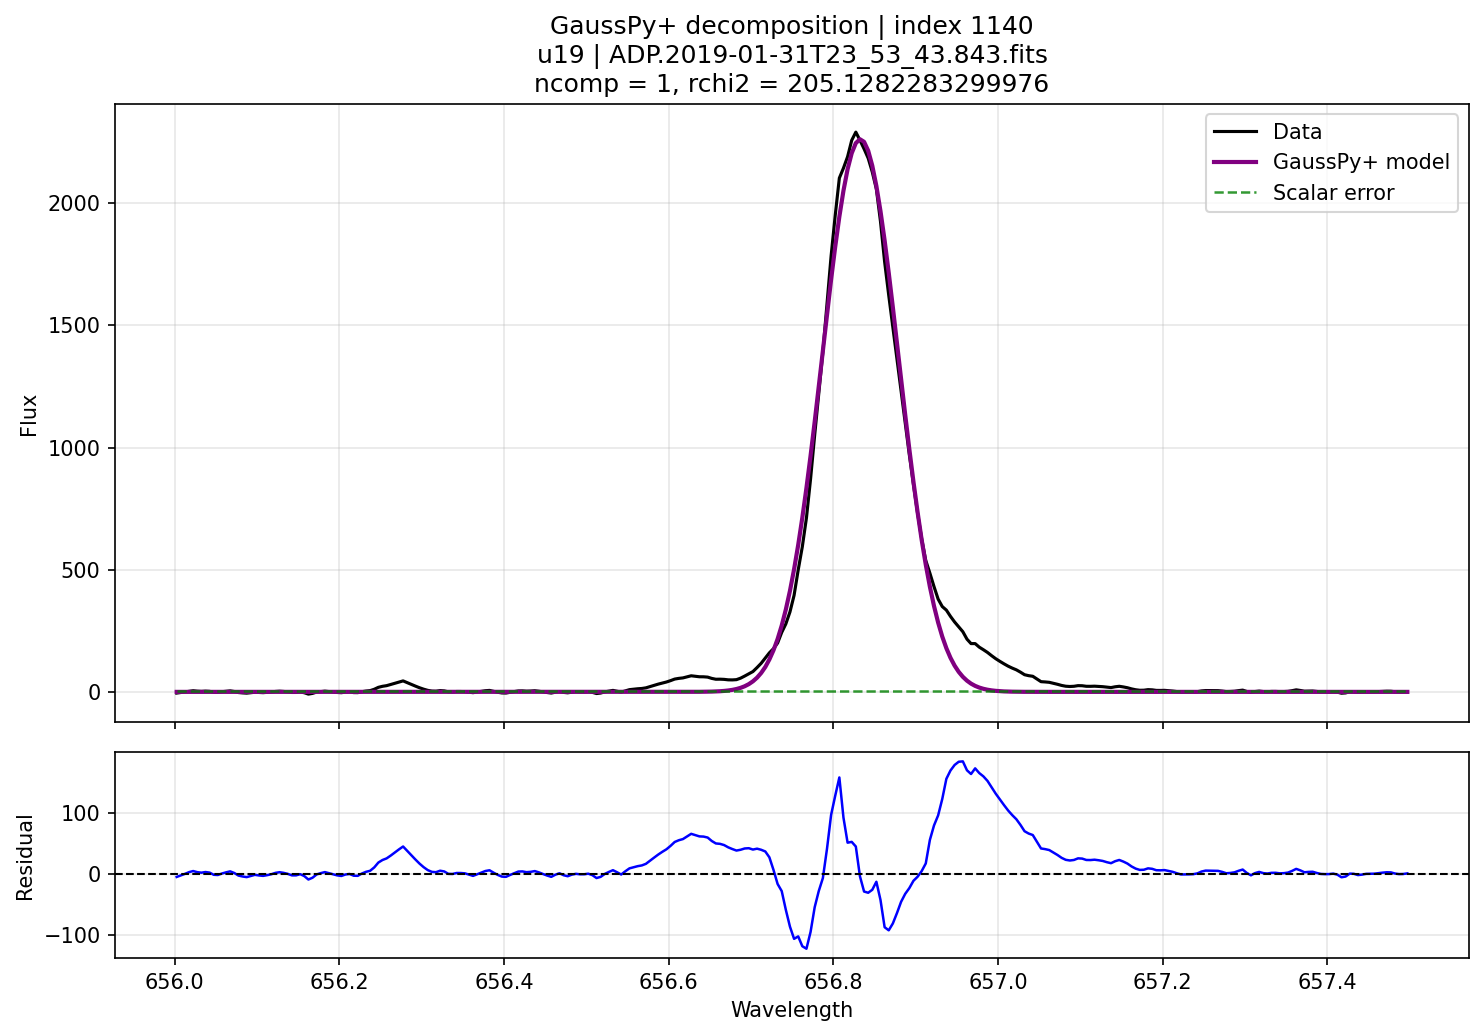 GaussPy+ decomposition | index 1140
u19 | ADP.2019-01-31T23_53_43.843.fits
ncomp = 1, rchi2 = 205.1282283299976
Data
GaussPy+ model
Scalar error
Flux
2000
1500
1000
500
0
Residual
100
0
−100
656.0 656.2 656.4 656.6 656.8 657.0 657.2 657.4
Wavelength